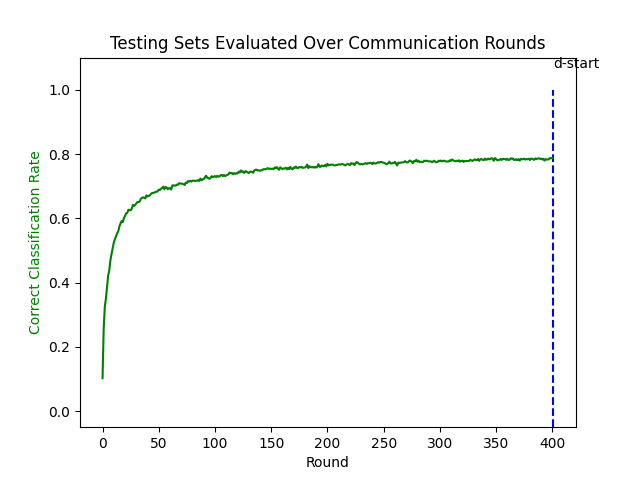 Testing Sets Evaluated Over Communication Rounds
d-start
1.0
0.8
0.6
0.4
0.2
0.0
Correct Classification Rate
0 50 100 150 200 250 300 350 400
Round